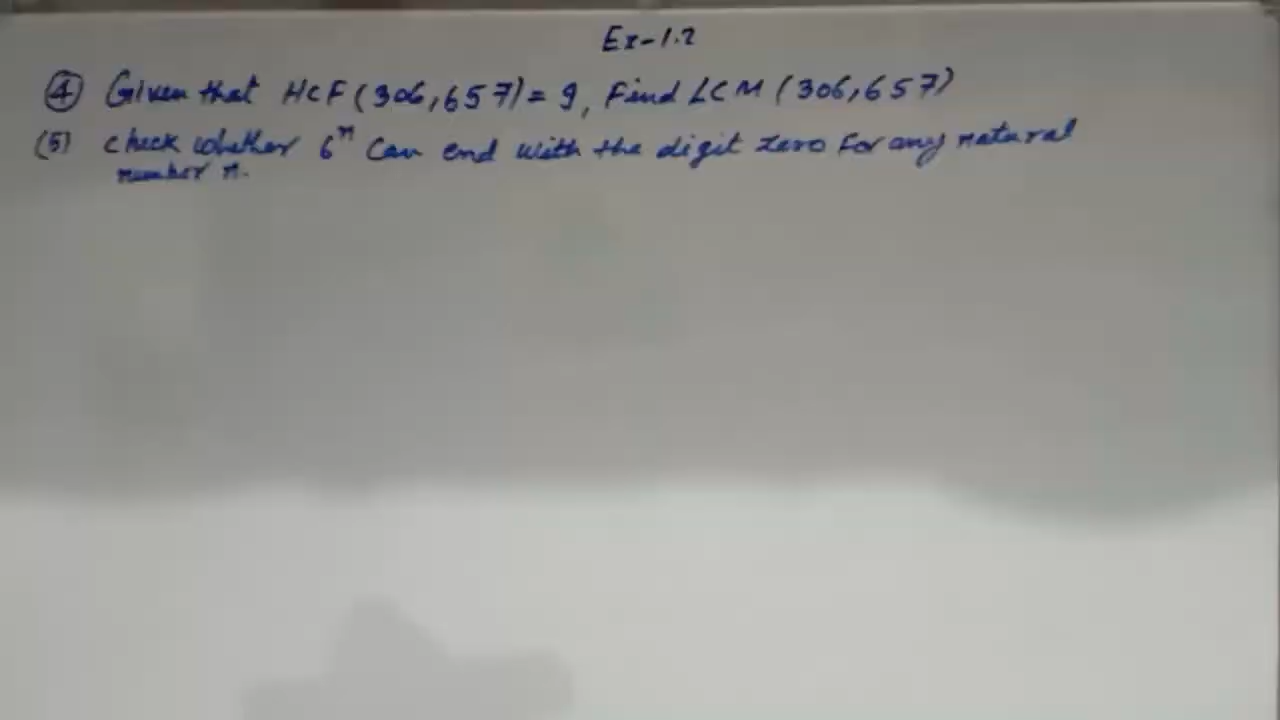 Ex-1.2
④ Given that HCF(306,657)= 9, Find LCM (306,657)
(5) check whether 6ⁿ Can end with the digit zero for any natural
number n.